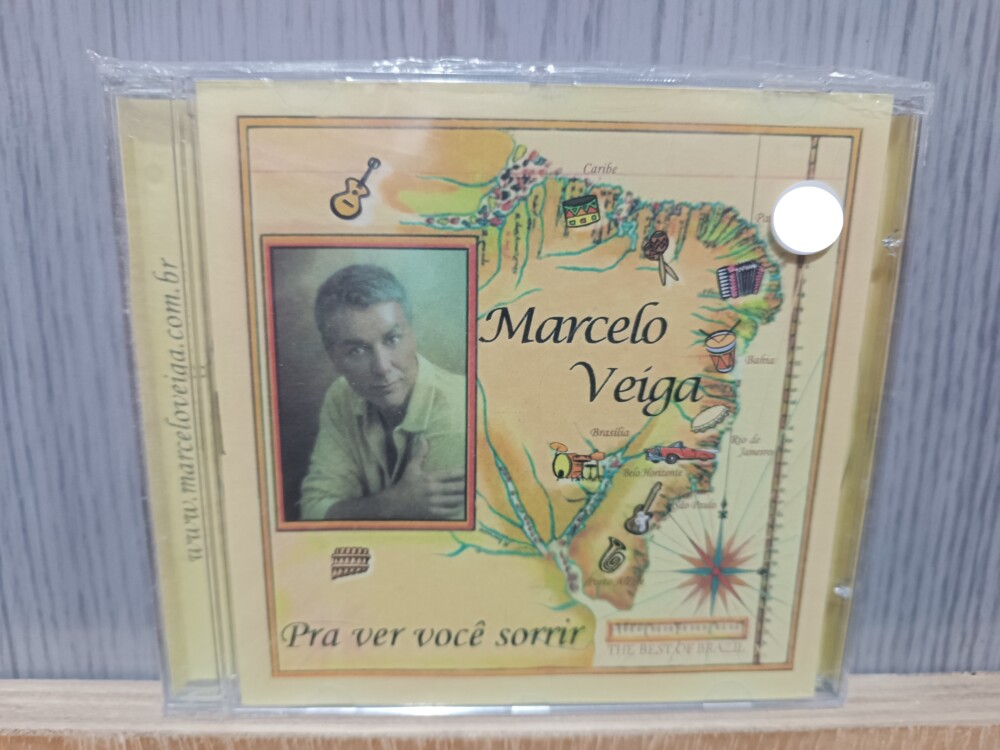 www.marceloveiga.com.br
Caribe
Marcelo
Veiga
Bahia
Brasília
Rio de
Janeiro
Belo Horizonte
São Paulo
Porto
Pra ver você sorrir
THE BEST OF BRAZIL